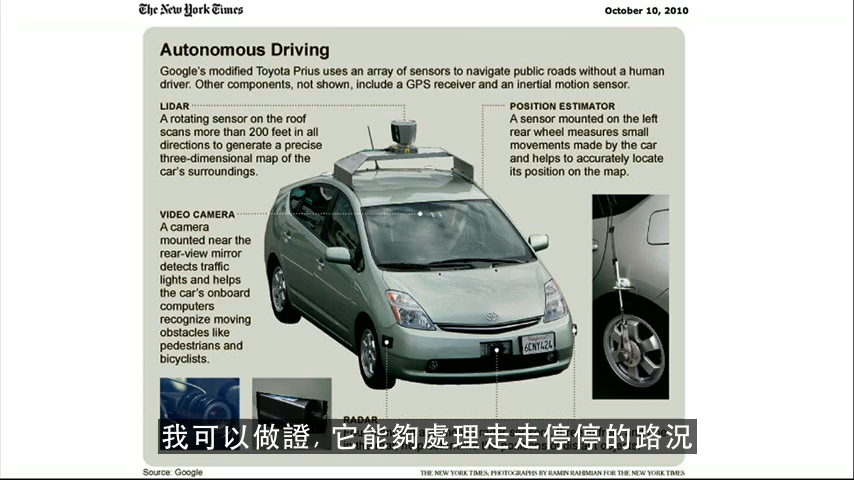 The New York Times
October 10, 2010
Autonomous Driving
Google's modified Toyota Prius uses an array of sensors to navigate public roads without a human
driver. Other components, not shown, include a GPS receiver and an inertial motion sensor.
LIDAR
A rotating sensor on the roof
scans more than 200 feet in all
directions to generate a precise
three-dimensional map of the
car's surroundings.
POSITION ESTIMATOR
A sensor mounted on the left
rear wheel measures small
movements made by the car
and helps to accurately locate
its position on the map.
VIDEO CAMERA
A camera
mounted near the
rear-view mirror
detects traffic
lights and helps
the car's onboard
computers
recognize moving
obstacles like
pedestrians and
bicyclists.
6CNY424
RADAR
我可以做證, 它能夠處理走走停停的路況
Source: Google
THE NEW YORK TIMES; PHOTOGRAPHS BY RAMIN RAHIMIAN FOR THE NEW YORK TIMES